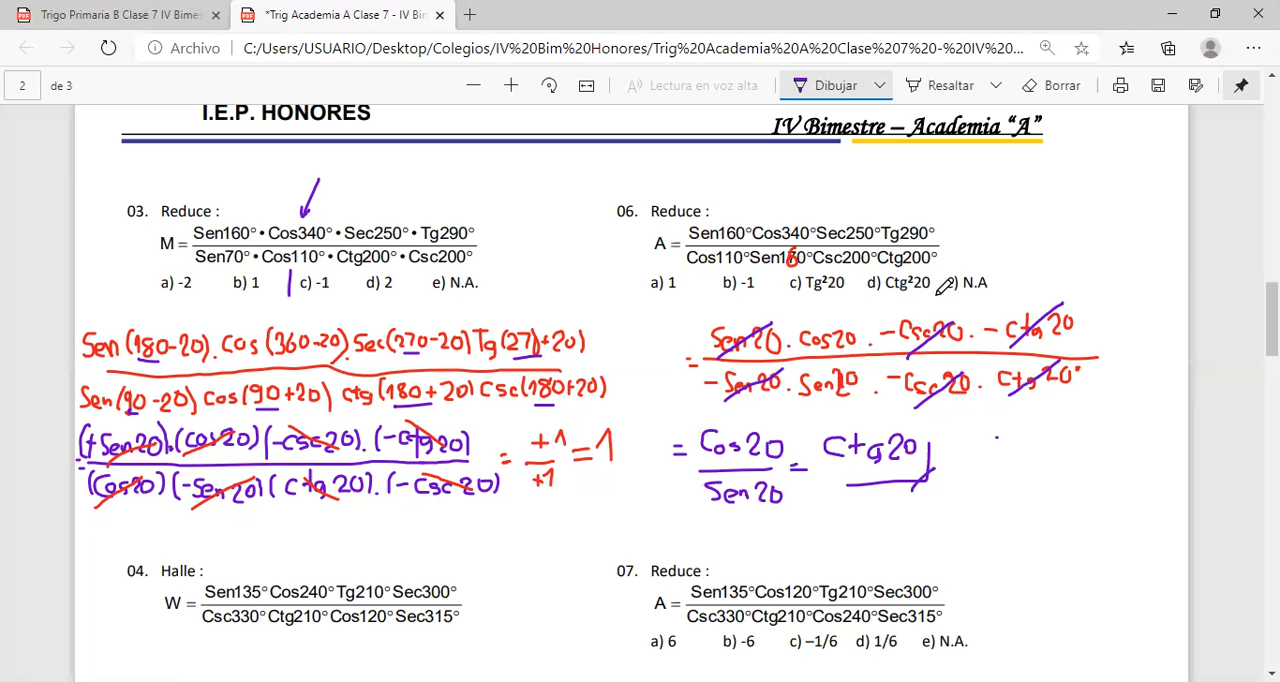 Trigo Primaria B Clase 7 IV Bimes
*Trig Academia A Clase 7 - IV Bin
Archivo
C:/Users/USUARIO/Desktop/Colegios/IV%20Bim%20Honores/Trig%20Academia%20A%20Clase%207%20-%20IV%20...
2 de 3
Lectura en voz alta
Dibujar
Resaltar
Borrar
I.E.P. HONORES
IV Bimestre – Academia “A”
03. Reduce :
M = Sen160° • Cos340° • Sec250° • Tg290°
Sen70° • Cos110° • Ctg200° • Csc200°
a) -2 b) 1 c) -1 d) 2 e) N.A.
Sen(180-20). Cos(360-20). Sec(270-20) Tg(27)+20)
Sen(90-20) Cos(90+20) Ctg(180+20) Csc(180+20)
(+Sen20).(Cos20)(-Csc20).(-Ctg20)
= (Cos20)(-Sen20)(Ctg20).(-Csc20)
= +1
+1
= 1
06. Reduce :
A = Sen160°Cos340°Sec250°Tg290°
Cos110°Sen160°Csc200°Ctg200°
a) 1 b) -1 c) Tg²20 d) Ctg²20 e) N.A
= Sen20. Cos20. -Csc20. -Ctg20
-Sen20. Sen20. -Csc20. Ctg20°
= Cos20
Sen20
= Ctg20
04. Halle :
W = Sen135°Cos240°Tg210°Sec300°
Csc330°Ctg210°Cos120°Sec315°
07. Reduce :
A = Sen135°Cos120°Tg210°Sec300°
Csc330°Ctg210°Cos240°Sec315°
a) 6 b) -6 c) –1/6 d) 1/6 e) N.A.